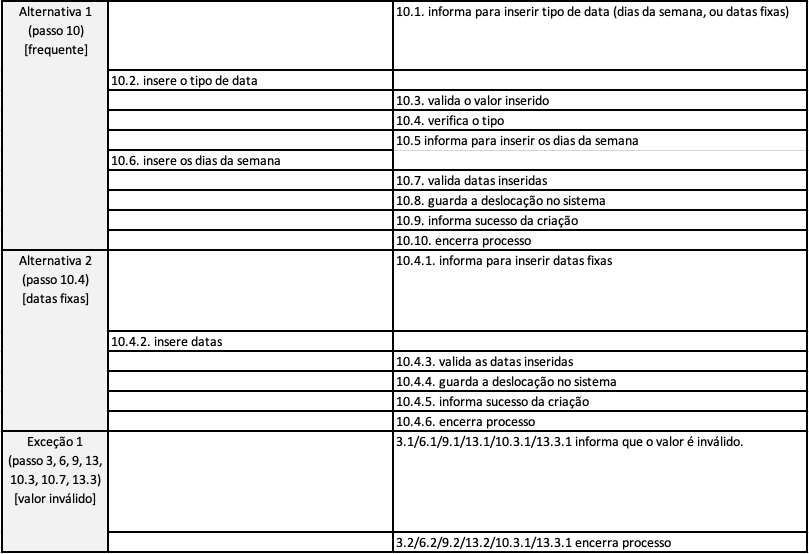 Alternativa 1
(passo 10)
[frequente]
10.1. informa para inserir tipo de data (dias da semana, ou datas fixas)
10.2. insere o tipo de data
10.3. valida o valor inserido
10.4. verifica o tipo
10.5 informa para inserir os dias da semana
10.6. insere os dias da semana
10.7. valida datas inseridas
10.8. guarda a deslocação no sistema
10.9. informa sucesso da criação
10.10. encerra processo
Alternativa 2
(passo 10.4)
[datas fixas]
10.4.1. informa para inserir datas fixas
10.4.2. insere datas
10.4.3. valida as datas inseridas
10.4.4. guarda a deslocação no sistema
10.4.5. informa sucesso da criação
10.4.6. encerra processo
Exceção 1
(passo 3, 6, 9, 13,
10.3, 10.7, 13.3)
[valor inválido]
3.1/6.1/9.1/13.1/10.3.1/13.3.1 informa que o valor é inválido.
3.2/6.2/9.2/13.2/10.3.1/13.3.1 encerra processo